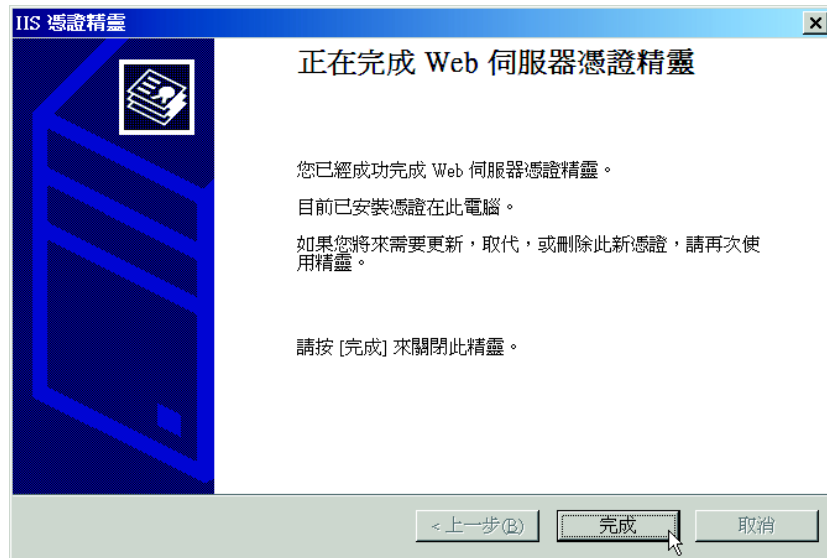 IIS 憑證精靈
正在完成 Web 伺服器憑證精靈
您已經成功完成 Web 伺服器憑證精靈。
目前已安裝憑證在此電腦。
如果您將來需要更新，取代，或刪除此新憑證，請再次使
用精靈。
請按 [完成] 來關閉此精靈。
<上一步(B)
完成
取消